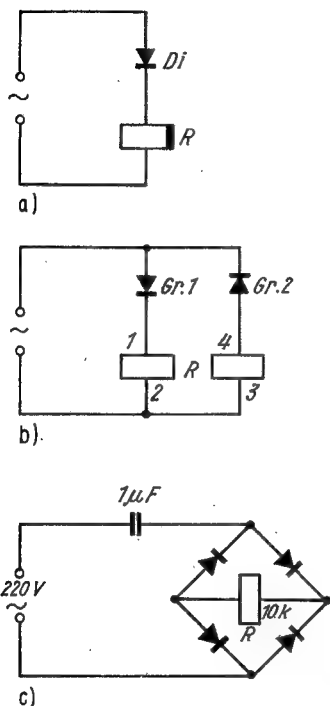 Di
~
R
a)
Gr.1
Gr.2
~
1
4
R
2
3
b).
1µF
220V
~
10k
R
c)